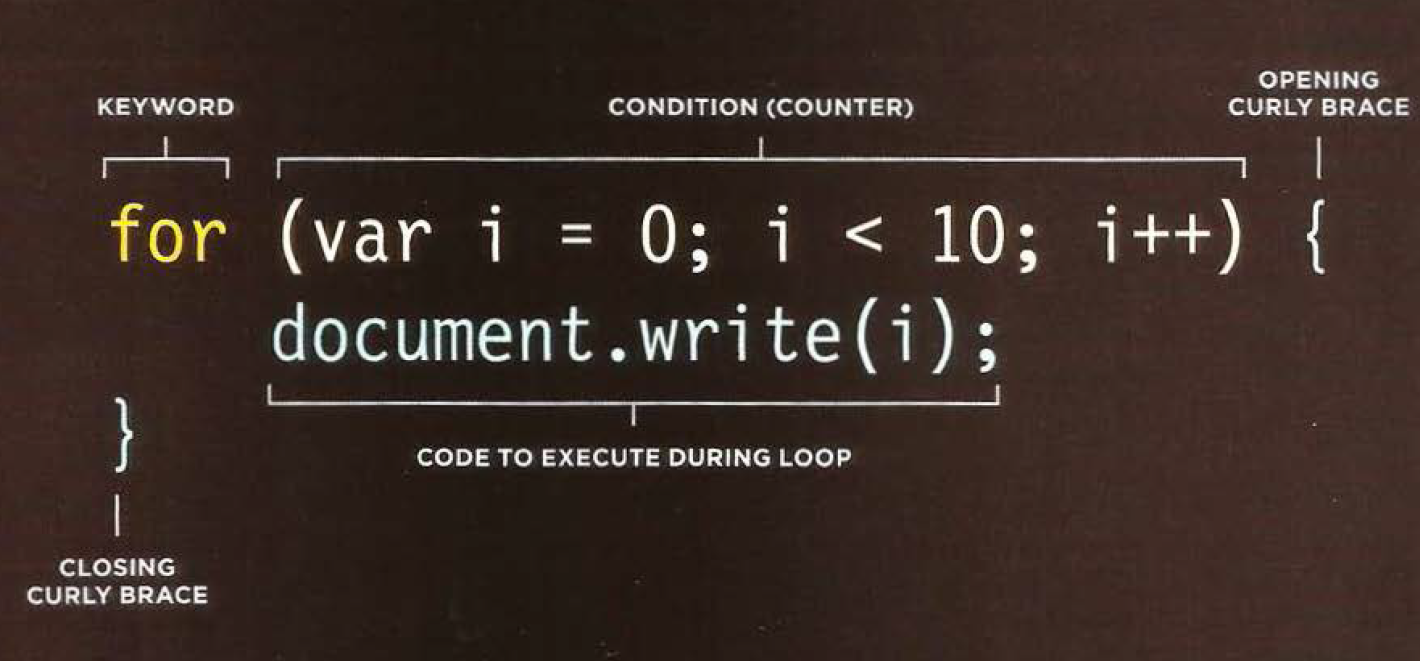 KEYWORD
CONDITION (COUNTER)
OPENING
CURLY BRACE
for (var i = 0; i < 10; i++) {
document.write(i);
}
CODE TO EXECUTE DURING LOOP
CLOSING
CURLY BRACE